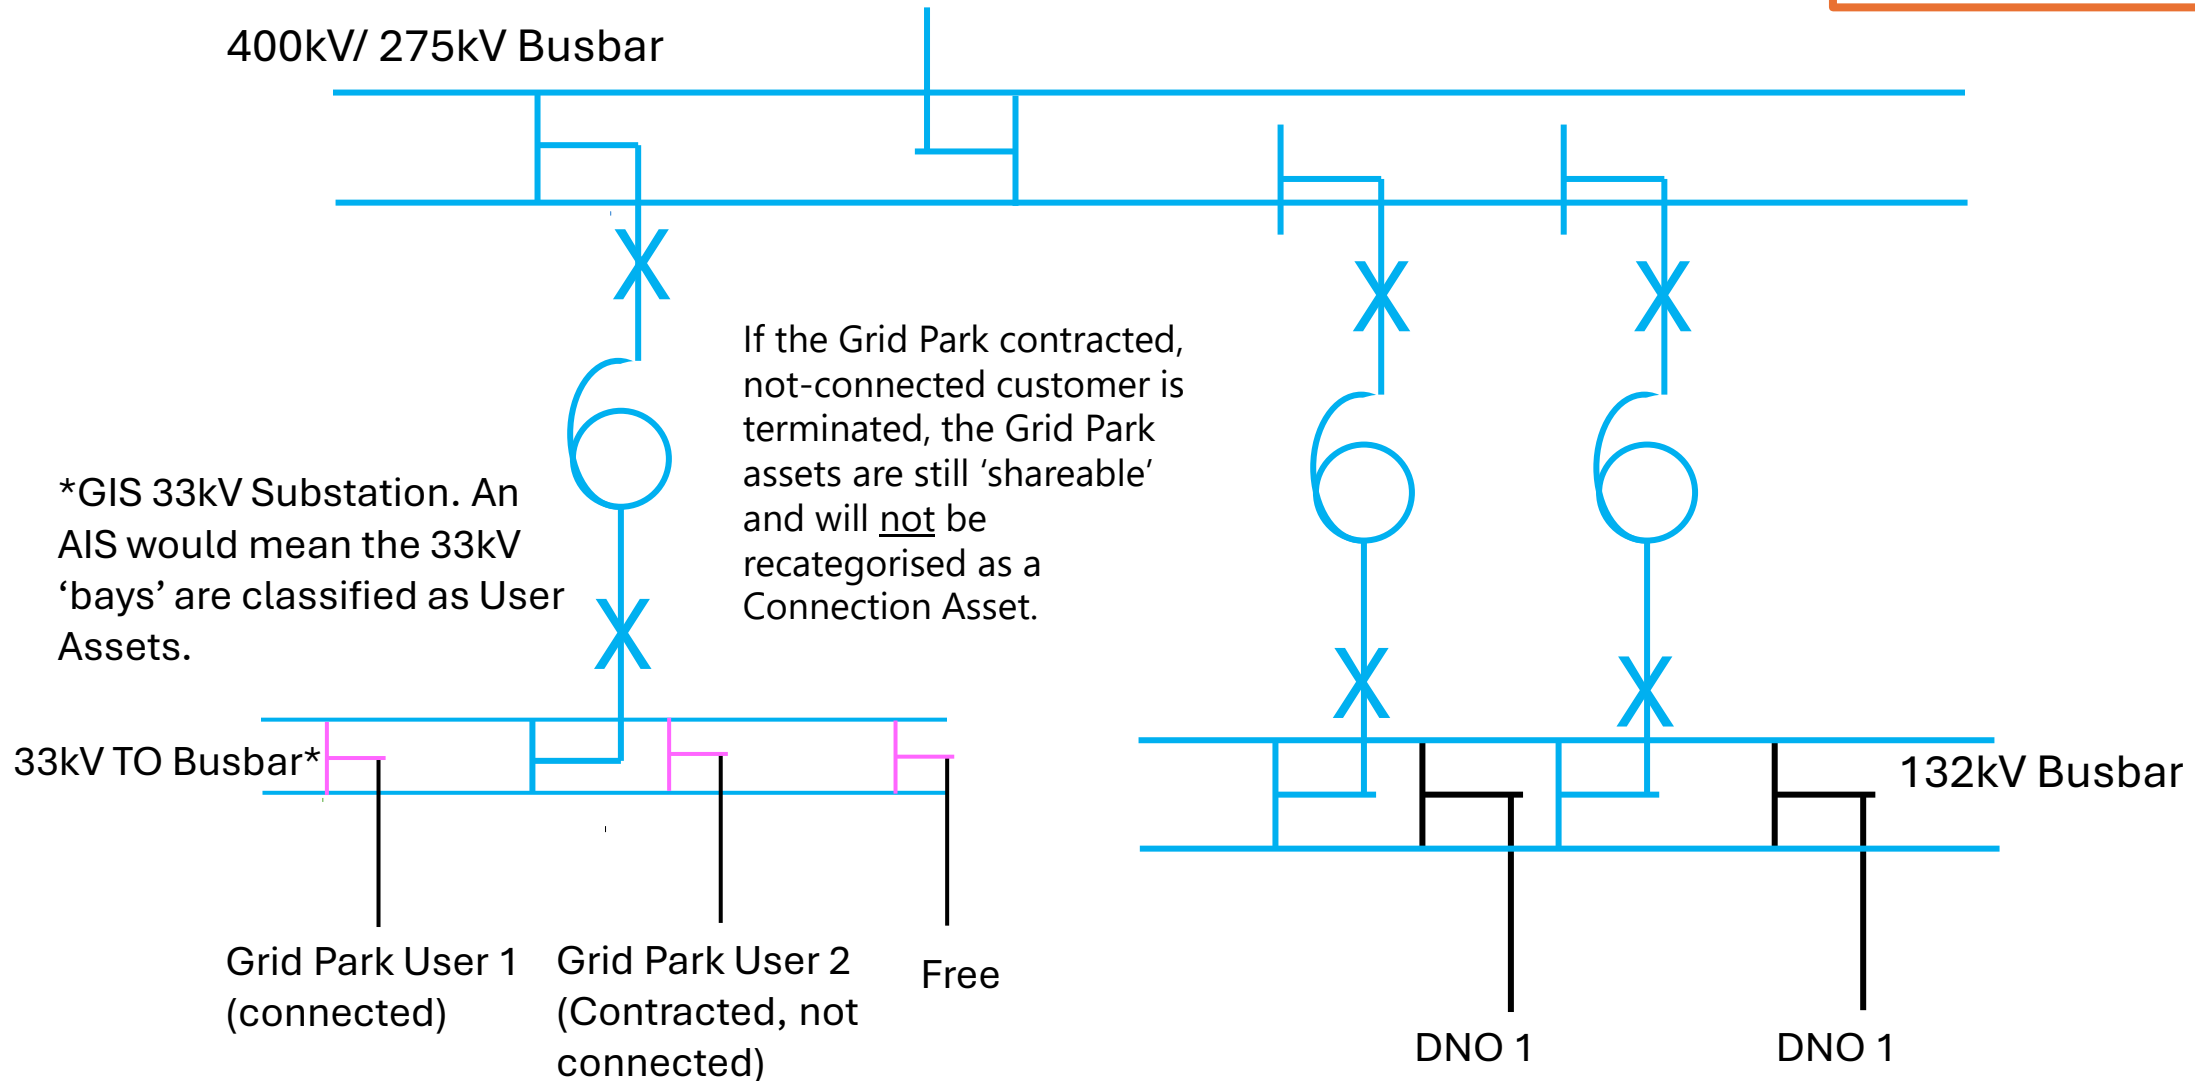 400kV/ 275kV Busbar
If the Grid Park contracted,
not-connected customer is
terminated, the Grid Park
assets are still ‘shareable’
and will not be
recategorised as a
Connection Asset.
*GIS 33kV Substation. An
AIS would mean the 33kV
‘bays’ are classified as User
Assets.
33kV TO Busbar*
132kV Busbar
Grid Park User 1
(connected)
Grid Park User 2
(Contracted, not
connected)
Free
DNO 1
DNO 1